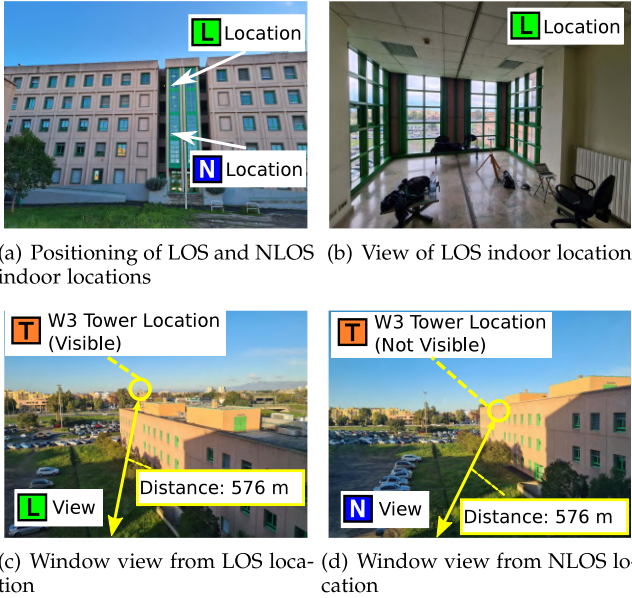 L Location
N Location
(a) Positioning of LOS and NLOS
indoor locations
L Location
(b) View of LOS indoor location
T W3 Tower Location
(Visible)
Distance: 576 m
L View
(c) Window view from LOS loca-
tion
T W3 Tower Location
(Not Visible)
N View
Distance: 576 m
(d) Window view from NLOS lo-
cation